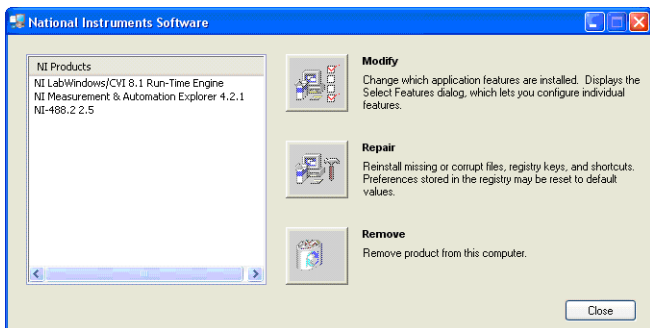 National Instruments Software
NI Products
NI LabWindows/CVI 8.1 Run-Time Engine
NI Measurement & Automation Explorer 4.2.1
NI-488.2 2.5
Modify
Change which application features are installed. Displays the
Select Features dialog, which lets you configure individual
features.
Repair
Reinstall missing or corrupt files, registry keys, and shortcuts.
Preferences stored in the registry may be reset to default
values.
Remove
Remove product from this computer.
Close